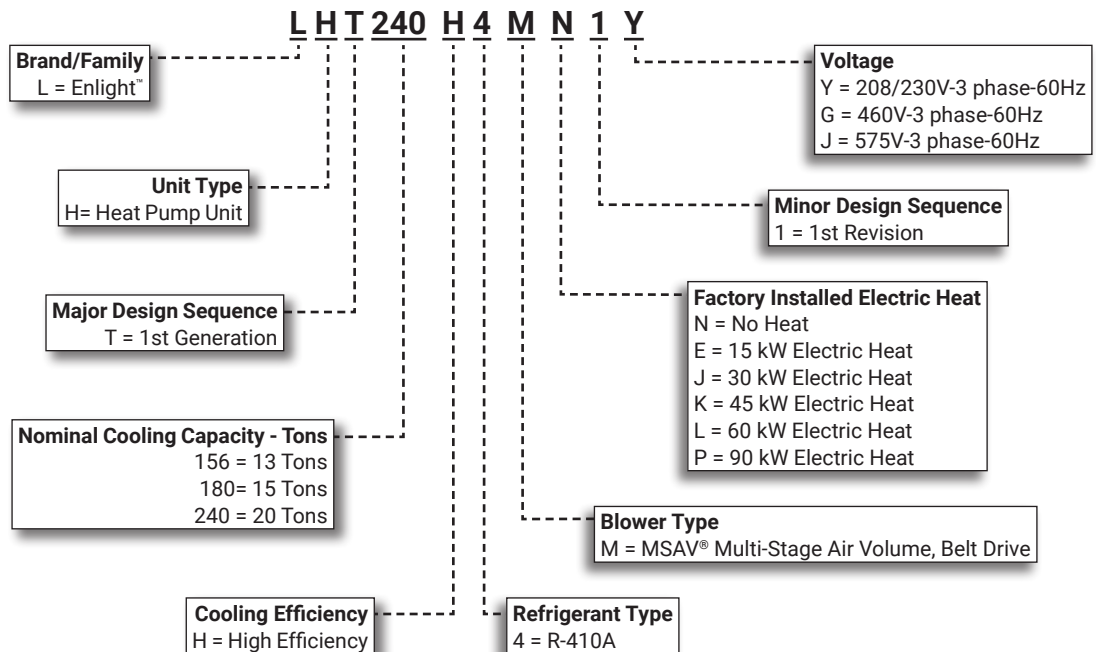 L H T 240 H 4 M N 1 Y
Brand/Family
L = Enlight™
Voltage
Y = 208/230V-3 phase-60Hz
G = 460V-3 phase-60Hz
J = 575V-3 phase-60Hz
Unit Type
H= Heat Pump Unit
Minor Design Sequence
1 = 1st Revision
Major Design Sequence
T = 1st Generation
Factory Installed Electric Heat
N = No Heat
E = 15 kW Electric Heat
J = 30 kW Electric Heat
K = 45 kW Electric Heat
L = 60 kW Electric Heat
P = 90 kW Electric Heat
Nominal Cooling Capacity - Tons
156 = 13 Tons
180= 15 Tons
240 = 20 Tons
Blower Type
M = MSAV® Multi-Stage Air Volume, Belt Drive
Cooling Efficiency
H = High Efficiency
Refrigerant Type
4 = R-410A